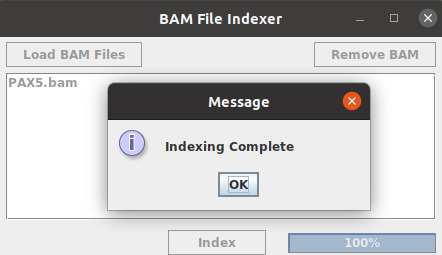 BAM File Indexer
Load BAM Files
Remove BAM
PAX5.bam
Message
i
Indexing Complete
OK
Index
100%